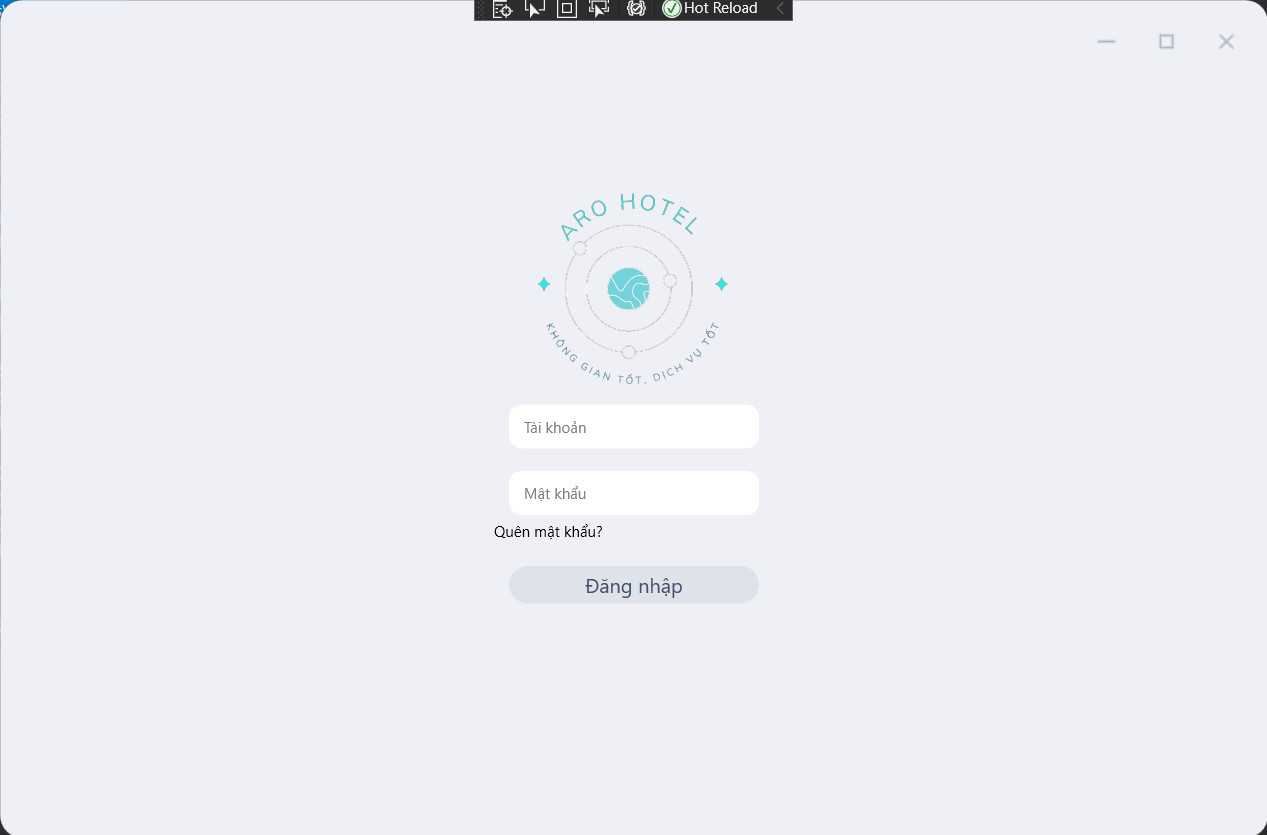 Hot Reload
ARO HOTEL
KHÔNG GIAN TỐT, DỊCH VỤ TỐT
Tài khoản
Mật khẩu
Quên mật khẩu?
Đăng nhập